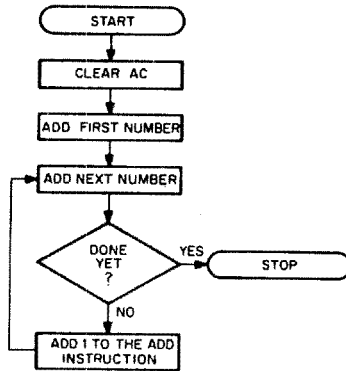 START
CLEAR AC
ADD FIRST NUMBER
ADD NEXT NUMBER
DONE
YET
?
YES
STOP
NO
ADD 1 TO THE ADD
INSTRUCTION